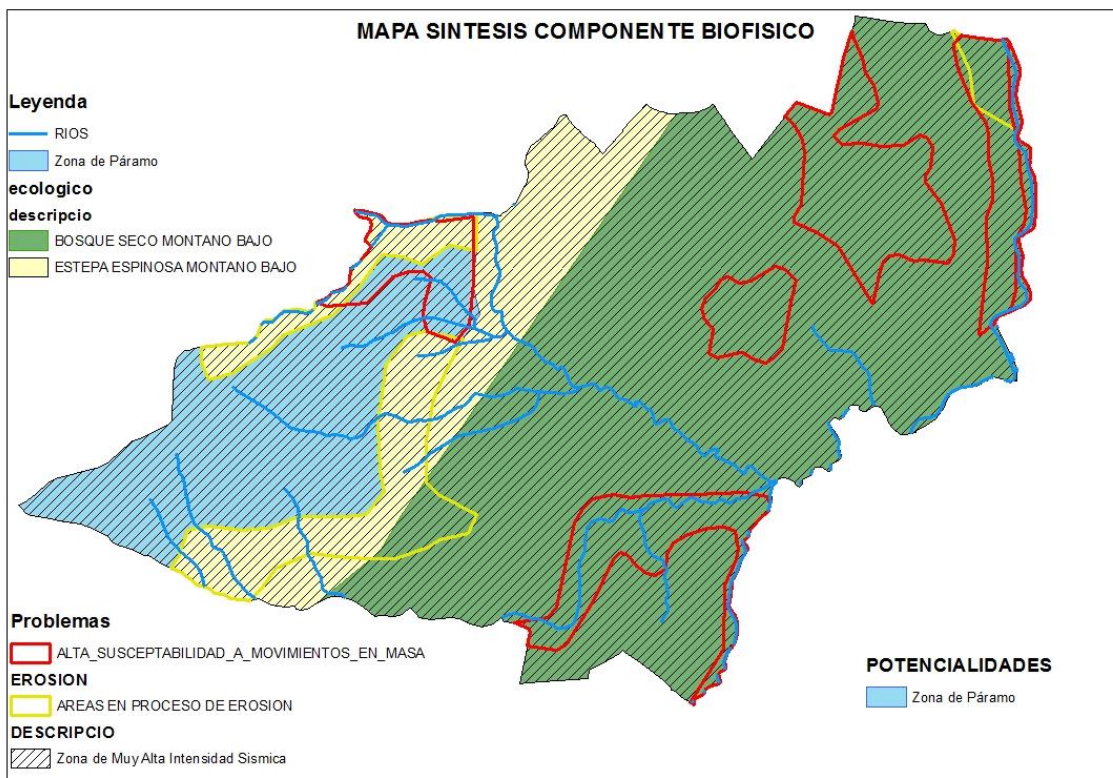 MAPA SINTESIS COMPONENTE BIOFISICO
Leyenda
RIOS
Zona de Páramo
ecologico
descripcio
BOSQUE SECO MONTANO BAJO
ESTEPA ESPINOSA MONTANO BAJO
Problemas
ALTA_SUSCEPTABILIDAD_A_MOVIMIENTOS_EN_MASA
EROSION
AREAS EN PROCESO DE EROSION
DESCRIPCIO
Zona de Muy Alta Intensidad Sismica
POTENCIALIDADES
Zona de Páramo